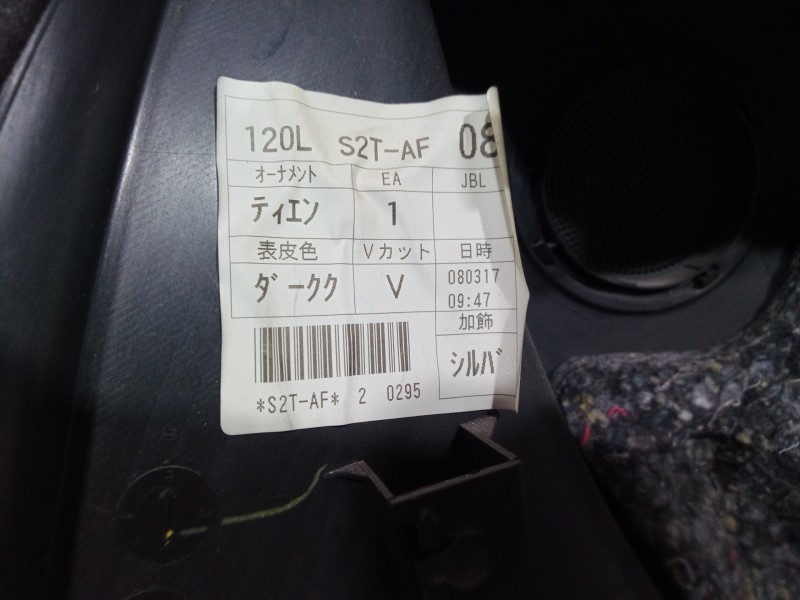 120L S2T-AF 08
オーナメント EA JBL
ティエン 1
表皮色 Vカット 日時
ダークク V 080317
09:47
加飾
シルバ
*S2T-AF* 2 0295